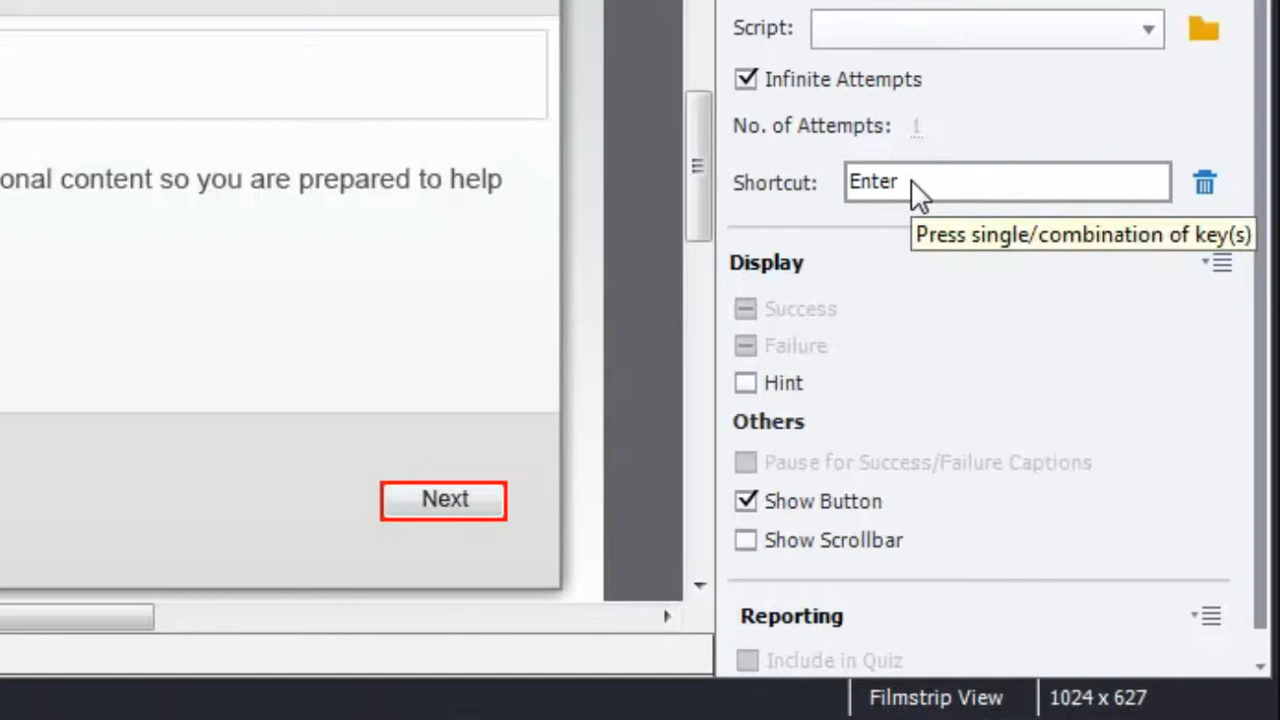 Script:
Infinite Attempts
No. of Attempts: 1
onal content so you are prepared to help
Shortcut: Enter
Press single/combination of key(s)
Display
Success
Failure
Hint
Others
Pause for Success/Failure Captions
Next
Show Button
Show Scrollbar
Reporting
Include in Quiz
Filmstrip View
1024 x 627